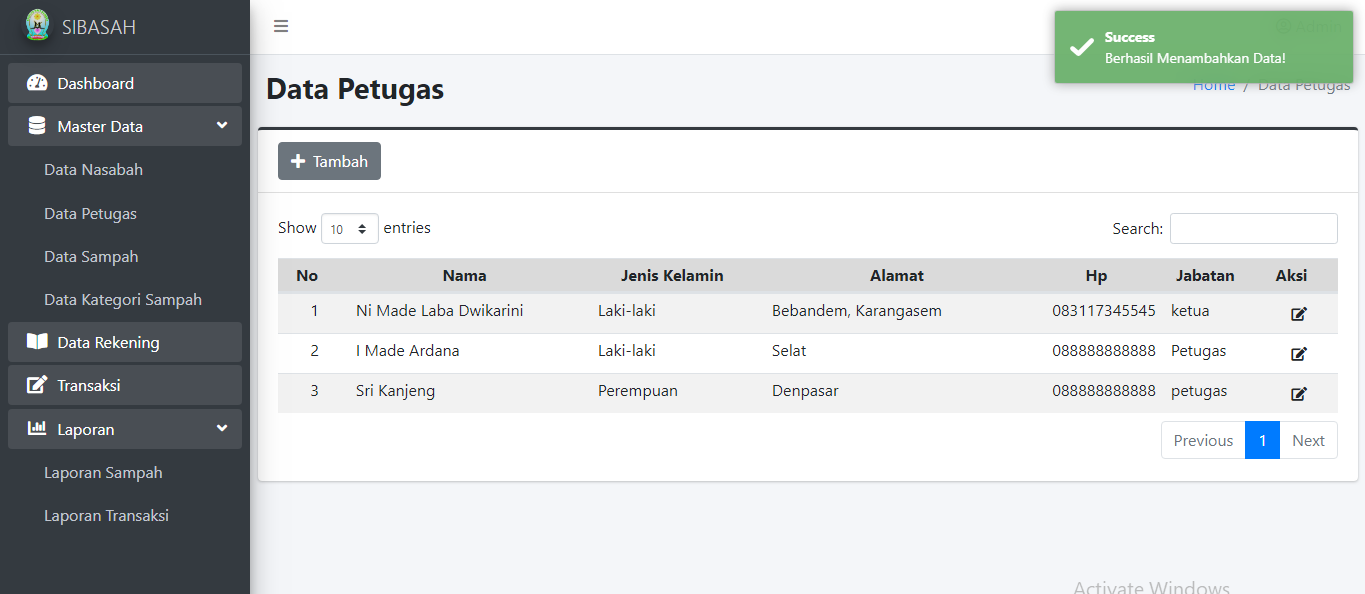 SIBASAH
Dashboard
Master Data
Data Nasabah
Data Petugas
Data Sampah
Data Kategori Sampah
Data Rekening
Transaksi
Laporan
Laporan Sampah
Laporan Transaksi
Admin
Success
Berhasil Menambahkan Data!
Data Petugas
Home / Data Petugas
Tambah
Show 10 entries
Search:
No Nama Jenis Kelamin Alamat Hp Jabatan Aksi
1 Ni Made Laba Dwikarini Laki-laki Bebandem, Karangasem 083117345545 ketua
2 I Made Ardana Laki-laki Selat 088888888888 Petugas
3 Sri Kanjeng Perempuan Denpasar 088888888888 petugas
Previous 1 Next
Activate Windows